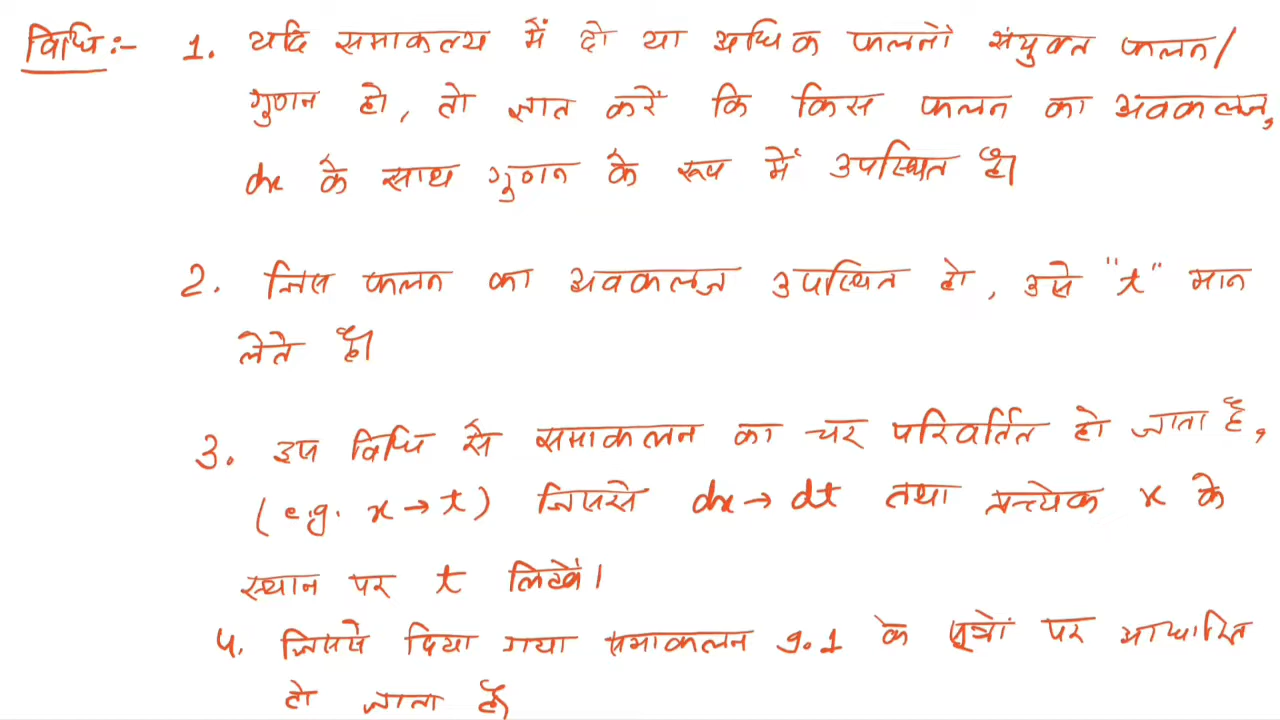 विधि :- 1. यदि समाकल्य में दो या अधिक फलनों संयुक्त फलन/
गुणन हो, तो ज्ञात करें कि किस फलन का अवकलज,
dx के साथ गुणन के रूप में उपस्थित है।
2. जिस फलन का अवकलज उपस्थित हो, उसे "t" मान
लेते हैं।
3. इस विधि से समाकलन का चर परिवर्तित हो जाता है,
(e.g. x → t) जिससे dx → dt तथा प्रत्येक x के
स्थान पर t लिखें।
4. जिससे दिया गया समाकलन 9.1 के सूत्रों पर आधारित
हो जाता है।